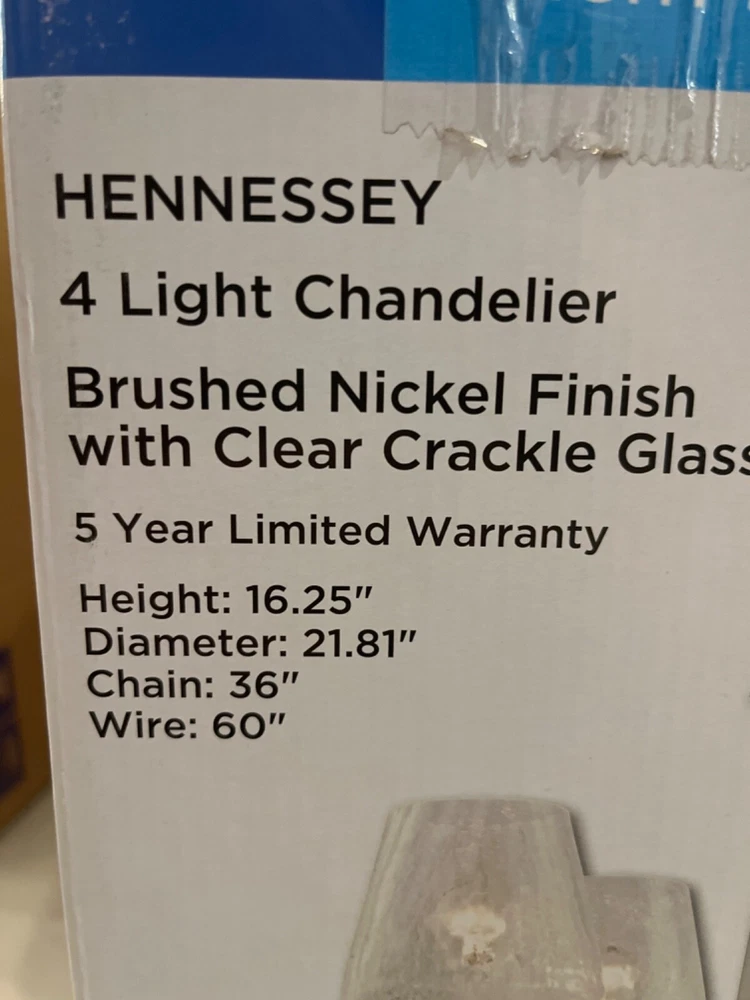 HENNESSEY
4 Light Chandelier
Brushed Nickel Finish
with Clear Crackle Glass
5 Year Limited Warranty
Height: 16.25"
Diameter: 21.81"
Chain: 36"
Wire: 60"